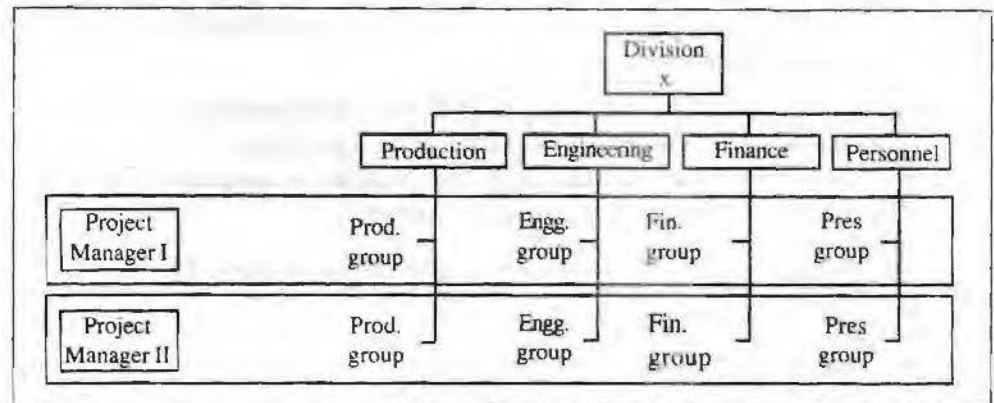 Division
x
Production Engineering Finance Personnel
Project Manager I
Prod. group
Engg. group
Fin. group
Pres group
Project Manager II
Prod. group
Engg. group
Fin. group
Pres group